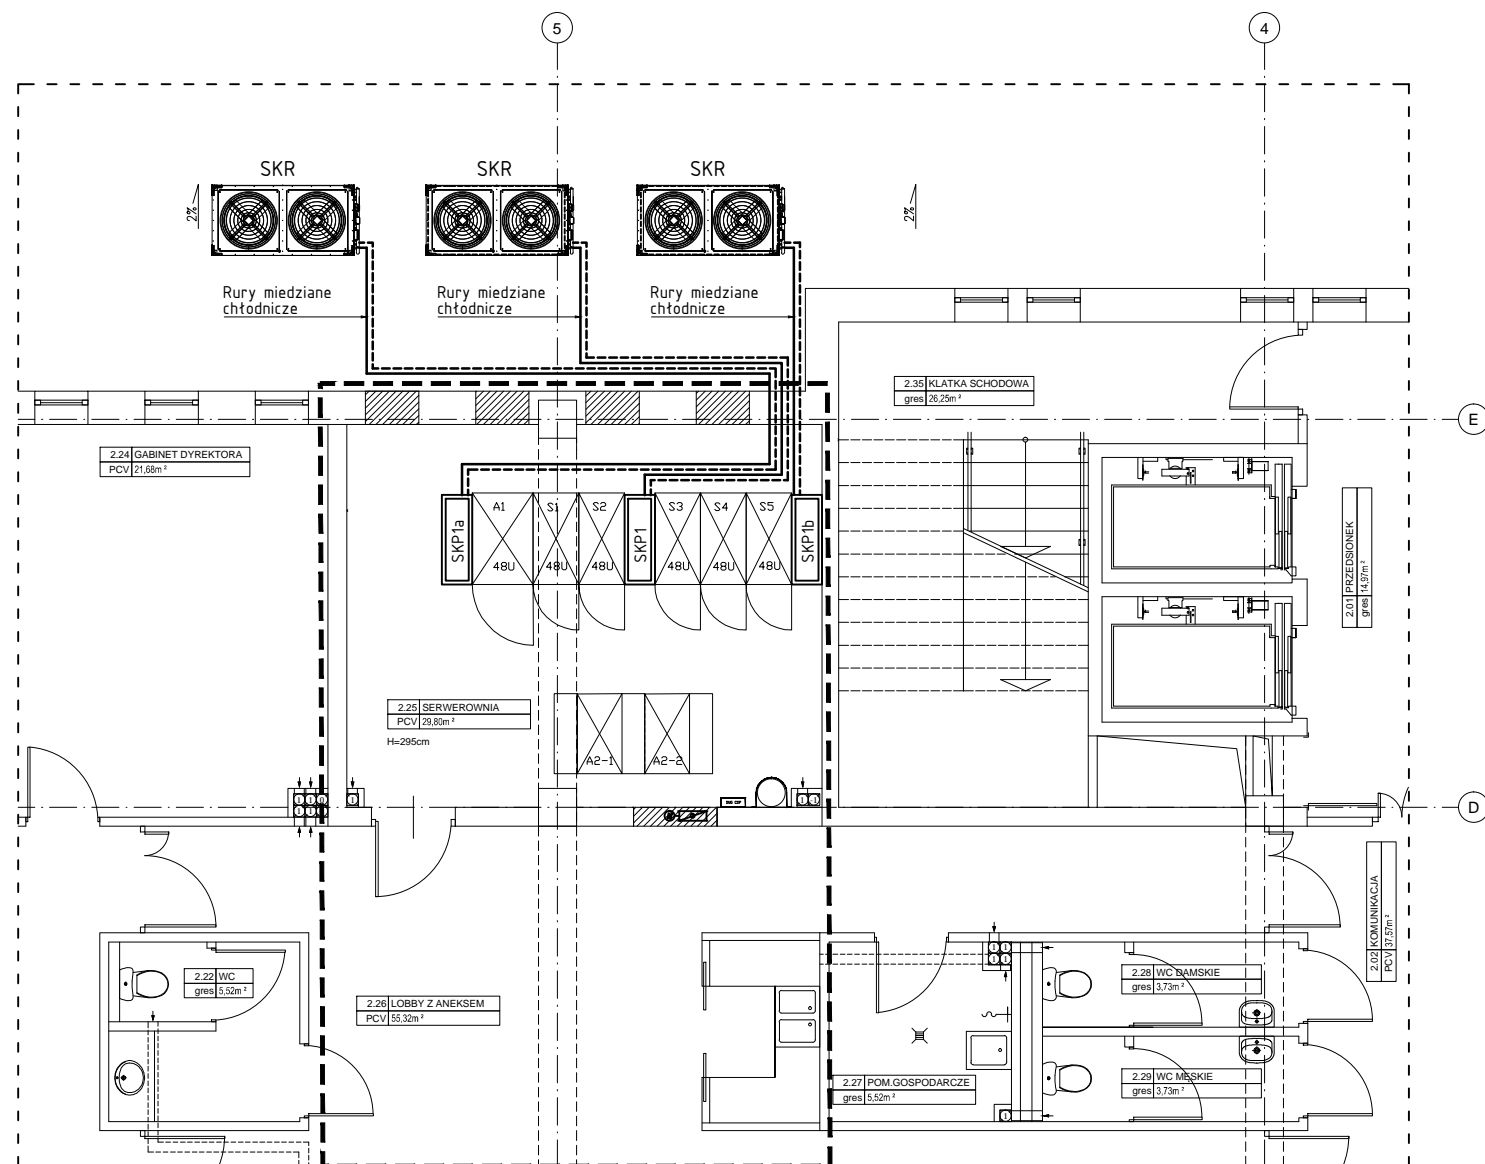 5
4
SKR
SKR
SKR
2%
2%
Rury miedziane
chłodnicze
Rury miedziane
chłodnicze
Rury miedziane
chłodnicze
2.35 KLATKA SCHODOWA
gres 26,25m²
E
2.24 GABINET DYREKTORA
PCV 21,68m²
SKP1a
A1
48U
S1
48U
S2
48U
SKP1
S3
48U
S4
48U
S5
48U
SKP1b
2.01 PRZEDSIONEK
gres 14,97m²
2.25 SERWEROWNIA
PCV 29,80m²
H=295cm
A2-1
A2-2
D
2.02 KOMUNIKACJA
PCV 37,57m²
2.22 WC
gres 5,52m²
2.26 LOBBY Z ANEKSEM
PCV 55,32m²
2.28 WC DAMSKIE
gres 3,73m²
2.27 POM.GOSPODARCZE
gres 5,52m²
2.29 WC MĘSKIE
gres 3,73m²